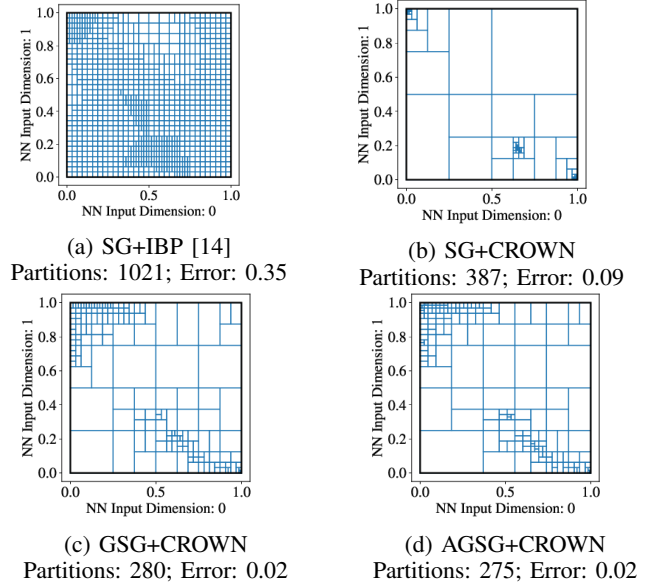 1.0
0.8
0.6
0.4
0.2
0.0
NN Input Dimension: 1
0.0 0.5 1.0
NN Input Dimension: 0
(a) SG+IBP [14]
Partitions: 1021; Error: 0.35
1.0
0.8
0.6
0.4
0.2
0.0
NN Input Dimension: 1
0.0 0.5 1.0
NN Input Dimension: 0
(b) SG+CROWN
Partitions: 387; Error: 0.09
1.0
0.8
0.6
0.4
0.2
0.0
NN Input Dimension: 1
0.0 0.5 1.0
NN Input Dimension: 0
(c) GSG+CROWN
Partitions: 280; Error: 0.02
1.0
0.8
0.6
0.4
0.2
0.0
NN Input Dimension: 1
0.0 0.5 1.0
NN Input Dimension: 0
(d) AGSG+CROWN
Partitions: 275; Error: 0.02